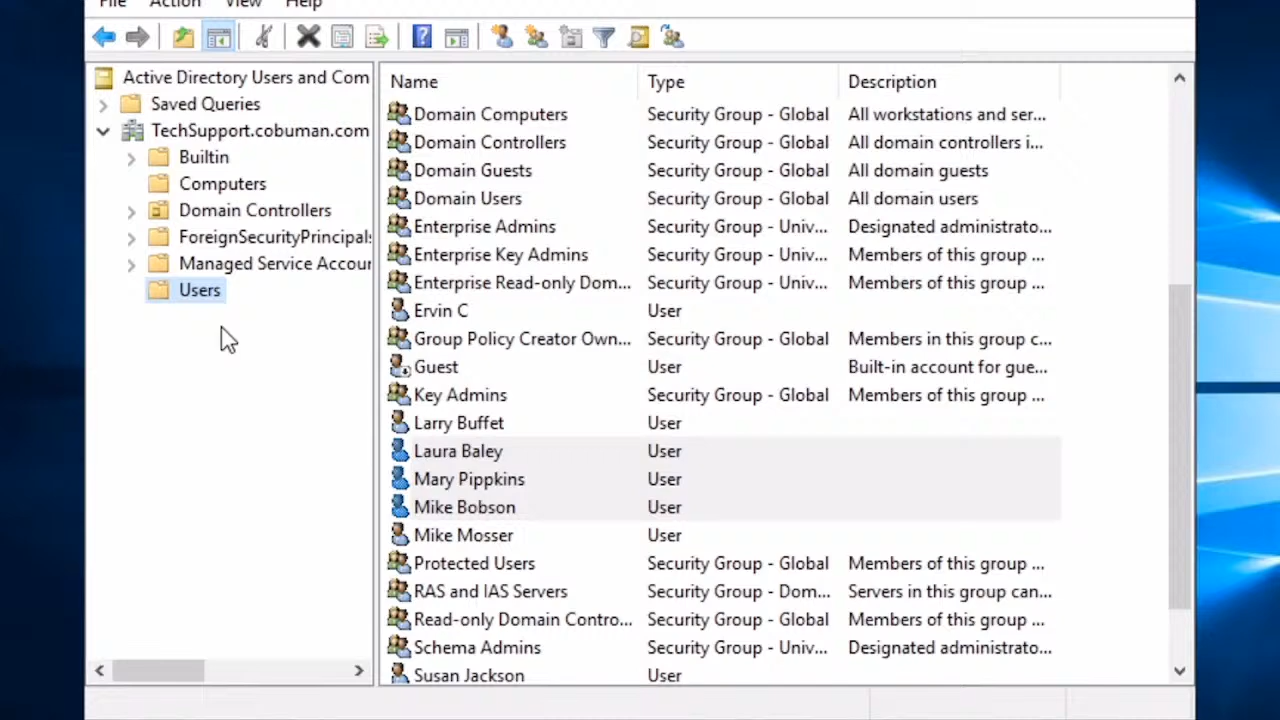 File Action View Help
Active Directory Users and Com
Saved Queries
TechSupport.cobuman.com
Builtin
Computers
Domain Controllers
ForeignSecurityPrincipals
Managed Service Accour
Users
Name Type Description
Domain Computers Security Group - Global All workstations and ser...
Domain Controllers Security Group - Global All domain controllers i...
Domain Guests Security Group - Global All domain guests
Domain Users Security Group - Global All domain users
Enterprise Admins Security Group - Univ... Designated administrato...
Enterprise Key Admins Security Group - Univ... Members of this group ...
Enterprise Read-only Dom... Security Group - Univ... Members of this group ...
Ervin C User
Group Policy Creator Own... Security Group - Global Members in this group c...
Guest User Built-in account for gue...
Key Admins Security Group - Global Members of this group ...
Larry Buffet User
Laura Baley User
Mary Pippkins User
Mike Bobson User
Mike Mosser User
Protected Users Security Group - Global Members of this group ...
RAS and IAS Servers Security Group - Dom... Servers in this group can...
Read-only Domain Contro... Security Group - Global Members of this group ...
Schema Admins Security Group - Univ... Designated administrato...
Susan Jackson User